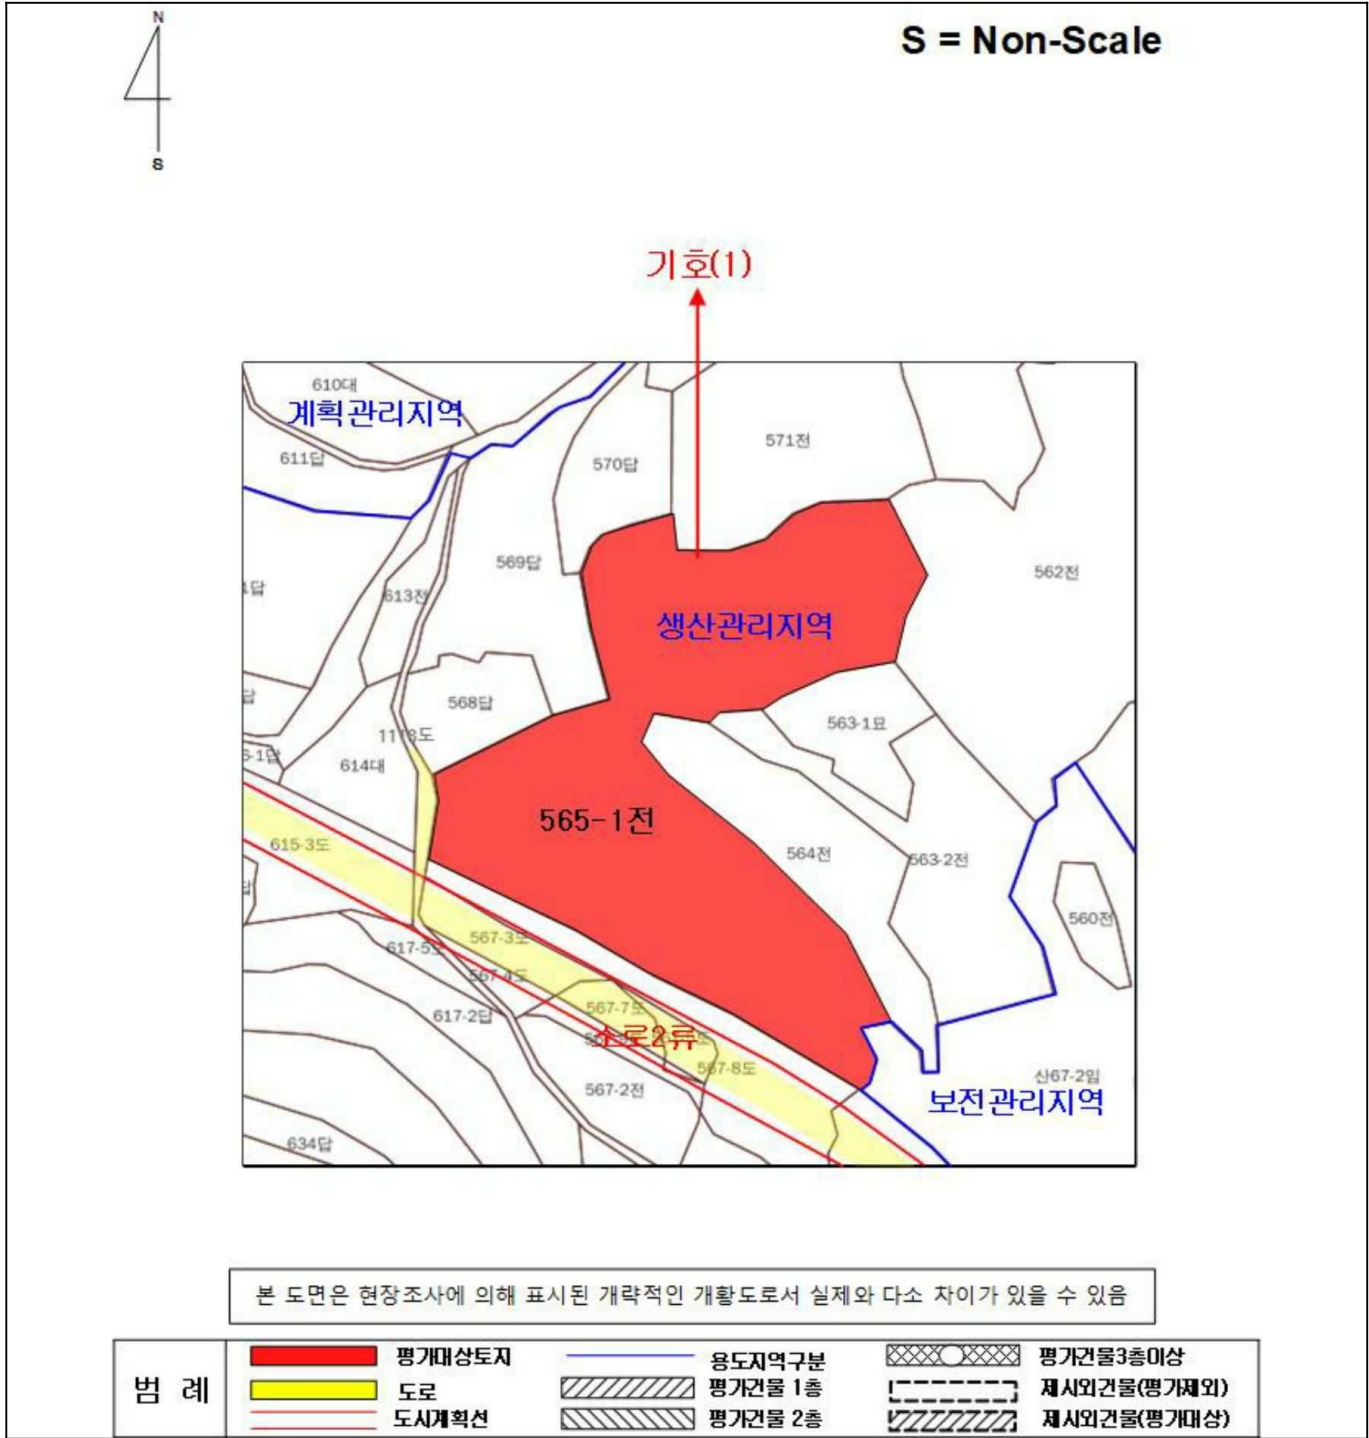 N
S = Non-Scale
S
기호(1)
610대
계획관리지역
571전
611답
570답
569답
562전
613전
생산관리지역
568답
563-1묘
614대
565-1전
615-3도
564전
563-2전
560전
567-3도
617-5도
567-4도
567-7도
617-2답
소로2류
567-8도
산67-2임
567-2전
보전관리지역
634답
본 도면은 현장조사에 의해 표시된 개략적인 개황도로서 실제와 다소 차이가 있을 수 있음
범 례
평가대상토지
용도지역구분
평가건물3층이상
도로
평가건물 1층
제시외건물(평가제외)
도시계획선
평가건물 2층
제시외건물(평가대상)